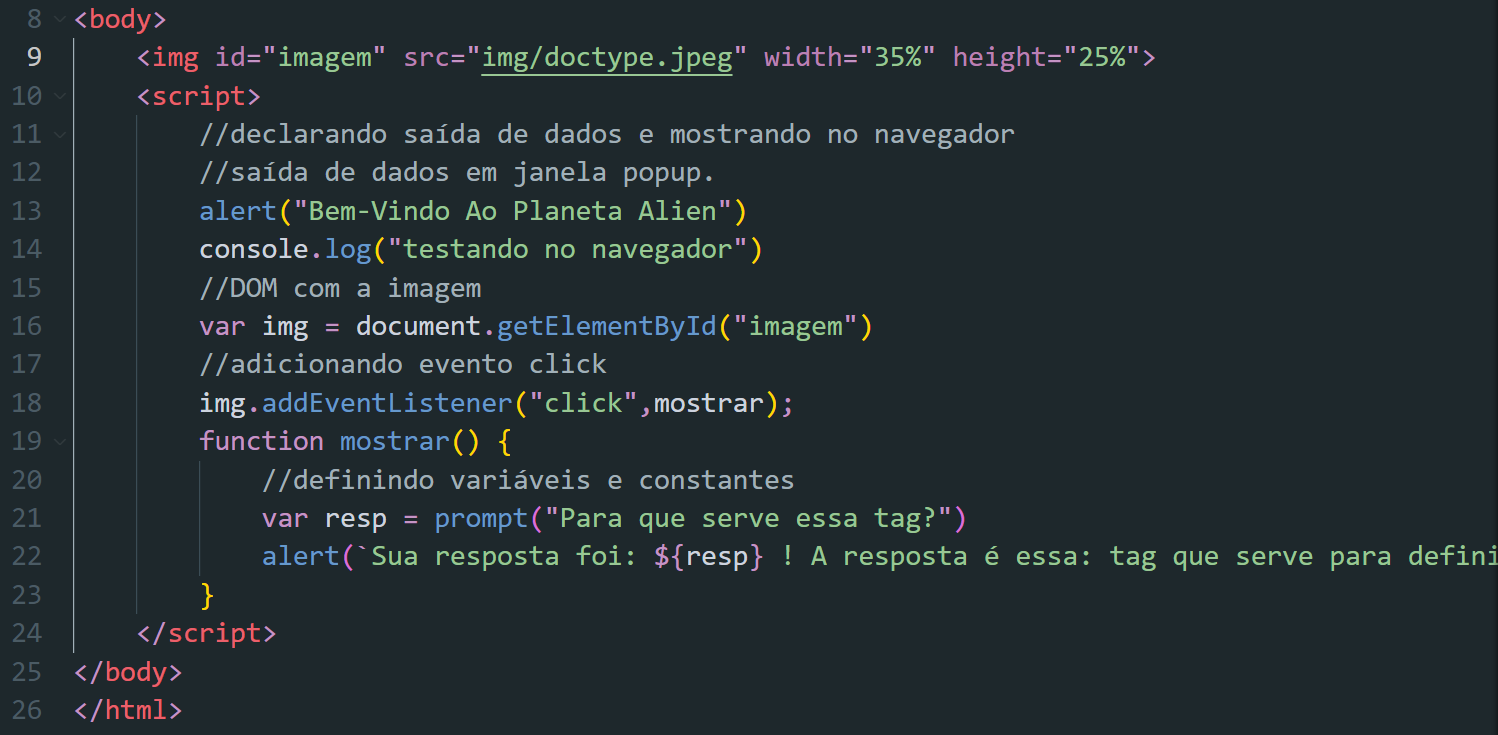 8 <body>
9 <img id="imagem" src="img/doctype.jpeg" width="35%" height="25%">
10 <script>
11 //declarando saída de dados e mostrando no navegador
12 //saída de dados em janela popup.
13 alert("Bem-Vindo Ao Planeta Alien")
14 console.log("testando no navegador")
15 //DOM com a imagem
16 var img = document.getElementById("imagem")
17 //adicionando evento click
18 img.addEventListener("click",mostrar);
19 function mostrar() {
20 //definindo variáveis e constantes
21 var resp = prompt("Para que serve essa tag?")
22 alert(`Sua resposta foi: ${resp} ! A resposta é essa: tag que serve para defini
23 }
24 </script>
25 </body>
26 </html>